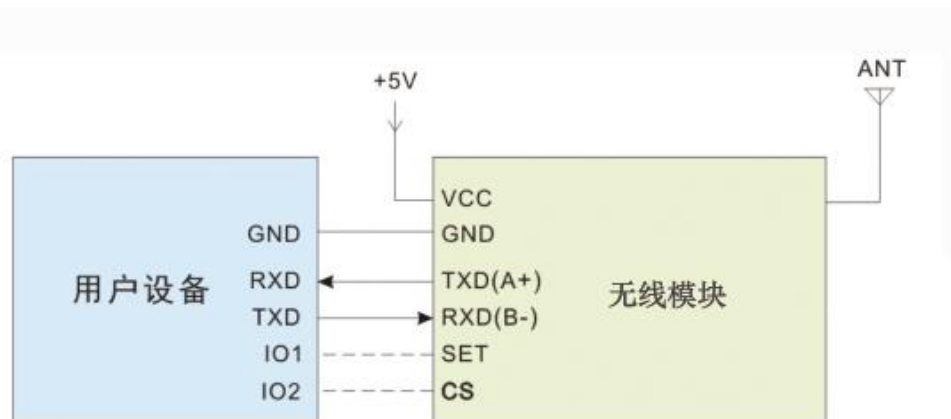 +5V
ANT
VCC
GND GND
RXD TXD(A+)
用户设备 无线模块
TXD RXD(B-)
IO1 SET
IO2 CS